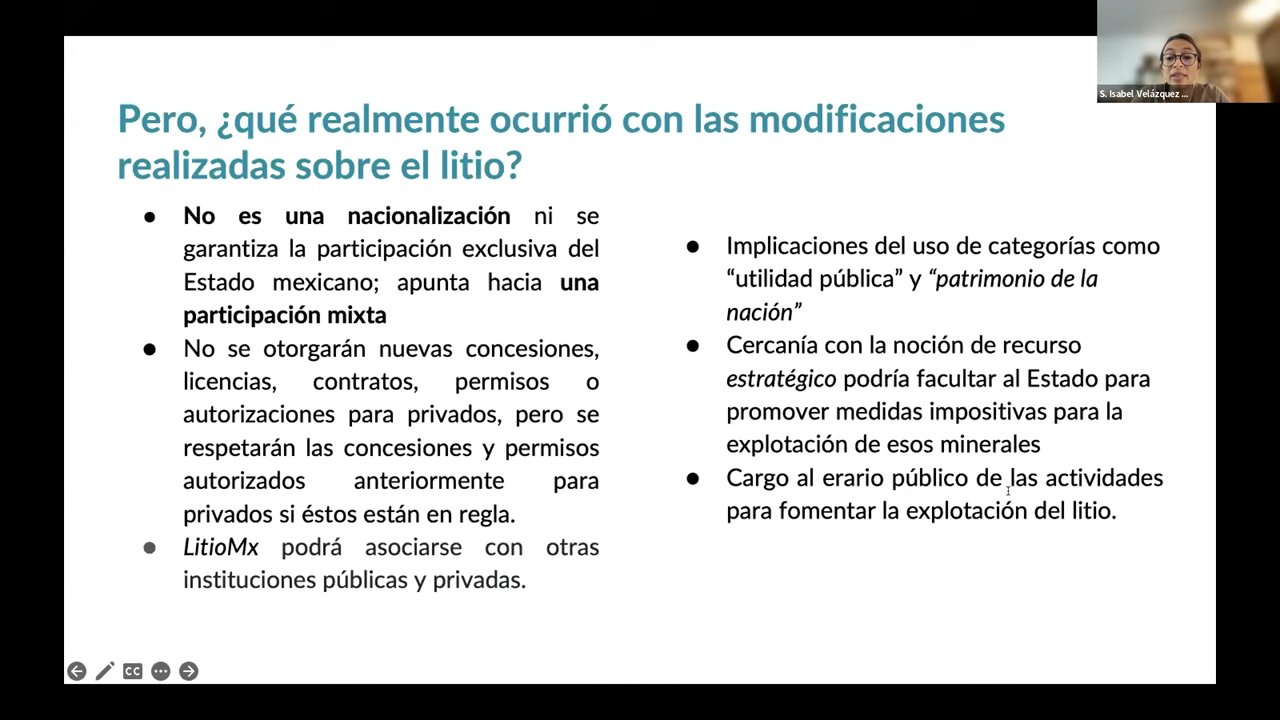 S. Isabel Velázquez ...
Pero, ¿qué realmente ocurrió con las modificaciones
realizadas sobre el litio?
● No es una nacionalización ni se
garantiza la participación exclusiva del
Estado mexicano; apunta hacia una
participación mixta
● No se otorgarán nuevas concesiones,
licencias, contratos, permisos o
autorizaciones para privados, pero se
respetarán las concesiones y permisos
autorizados anteriormente para
privados si éstos están en regla.
● LitioMx podrá asociarse con otras
instituciones públicas y privadas.
● Implicaciones del uso de categorías como
“utilidad pública” y “patrimonio de la
nación”
● Cercanía con la noción de recurso
estratégico podría facultar al Estado para
promover medidas impositivas para la
explotación de esos minerales
● Cargo al erario público de las actividades
para fomentar la explotación del litio.
CC